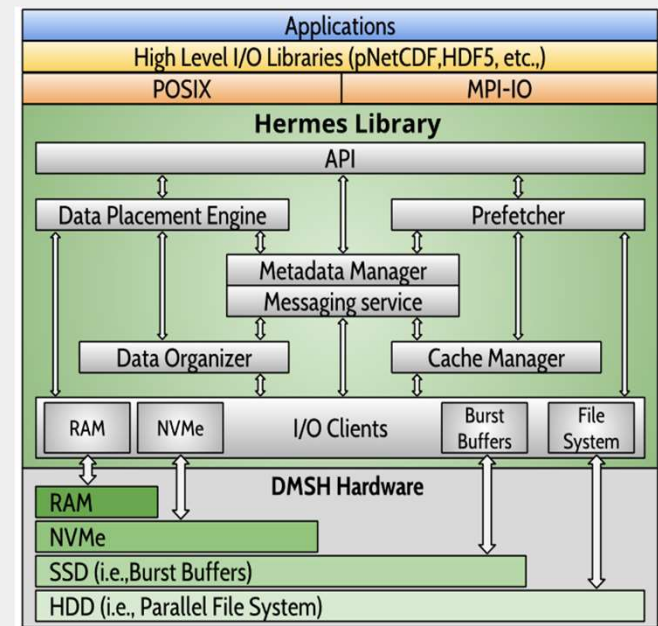 Applications
High Level I/O Libraries (pNetCDF,HDF5, etc.,)
POSIX MPI-IO
Hermes Library
API
Data Placement Engine Prefetcher
Metadata Manager
Messaging service
Data Organizer Cache Manager
RAM NVMe I/O Clients Burst
Buffers File
System
DMSH Hardware
RAM
NVMe
SSD (i.e.,Burst Buffers)
HDD (i.e., Parallel File System)